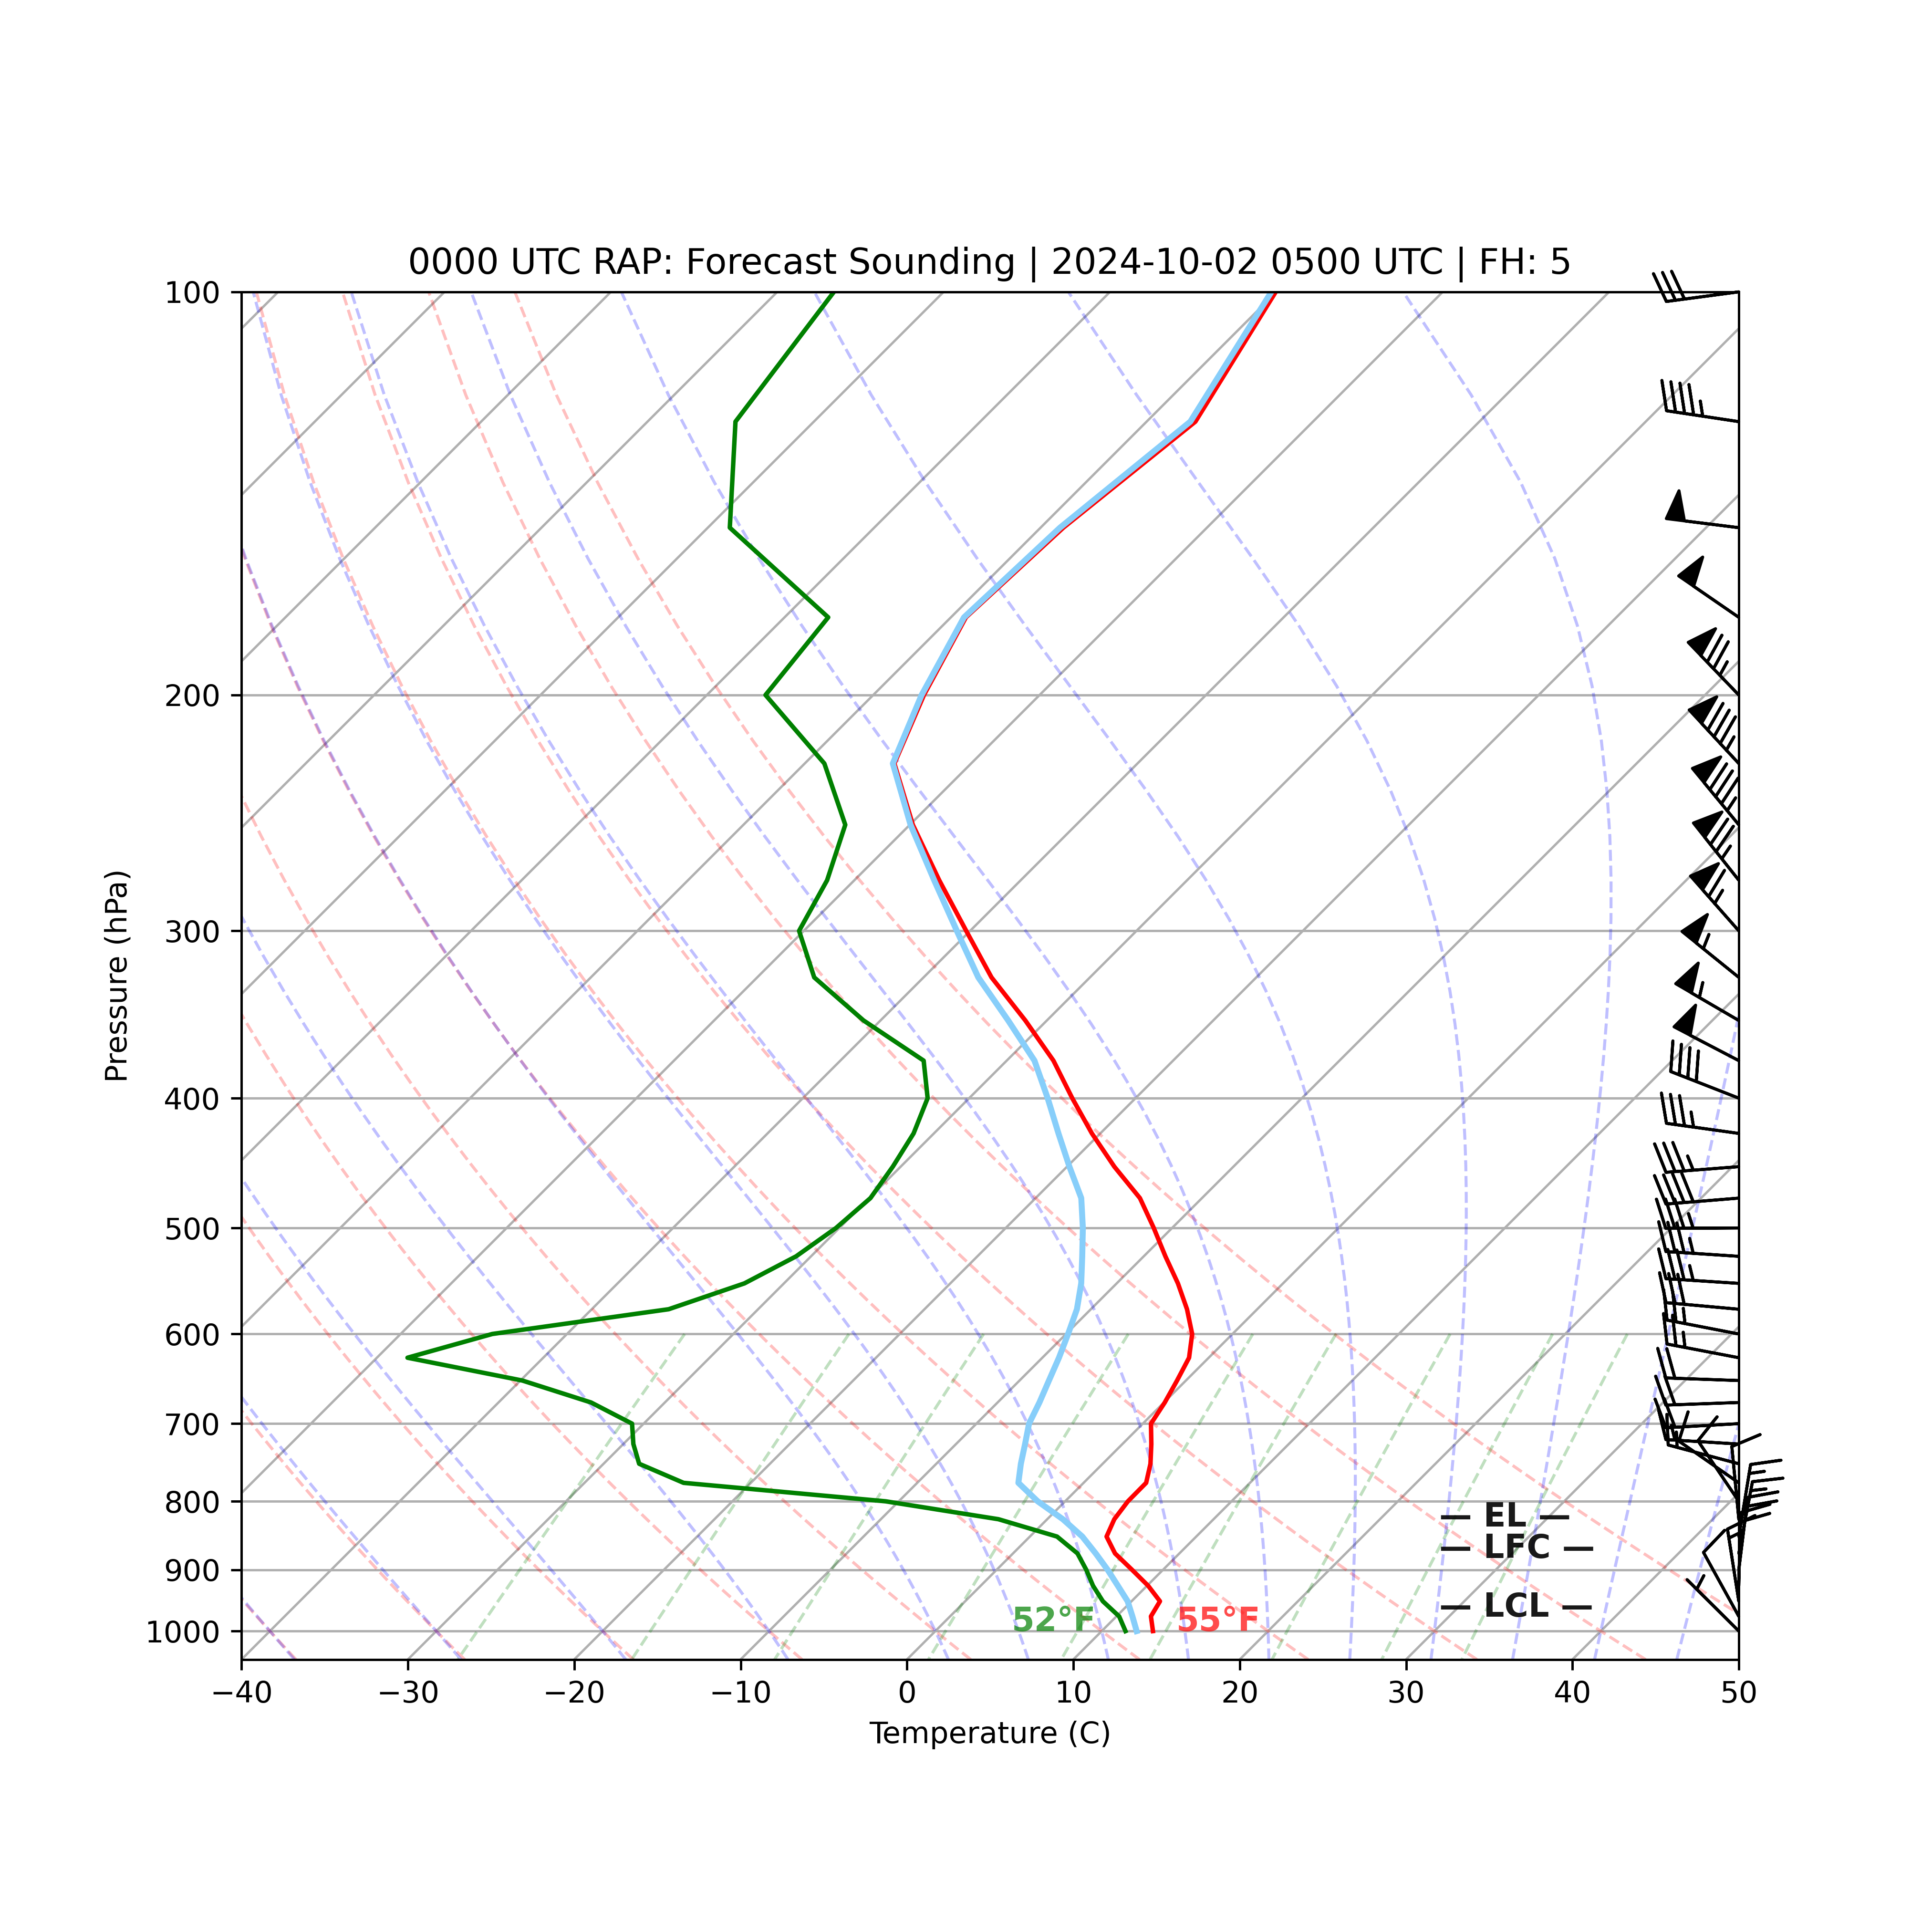 0000 UTC RAP: Forecast Sounding | 2024-10-02 0500 UTC | FH: 5
100
200
300
400
500
600
700
800
900
1000
Pressure (hPa)
— EL —
— LFC —
— LCL —
52°F 55°F
−40 −30 −20 −10 0 10 20 30 40 50
Temperature (C)